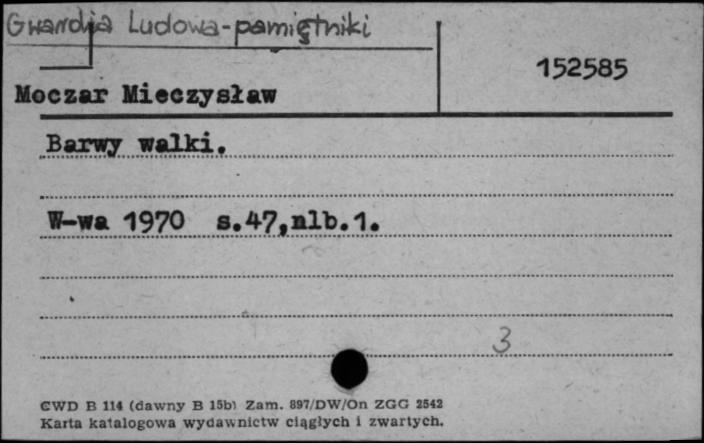 Gwardja Ludowa-pamiętniki
152585
Moczar Mieczysław
Barwy walki.
W-wa 1970 s.47,nlb.1.
3
CWD B 114 (dawny B 15b) Zam. 897/DW/On ZGG 2542
Karta katalogowa wydawnictw ciągłych i zwartych.